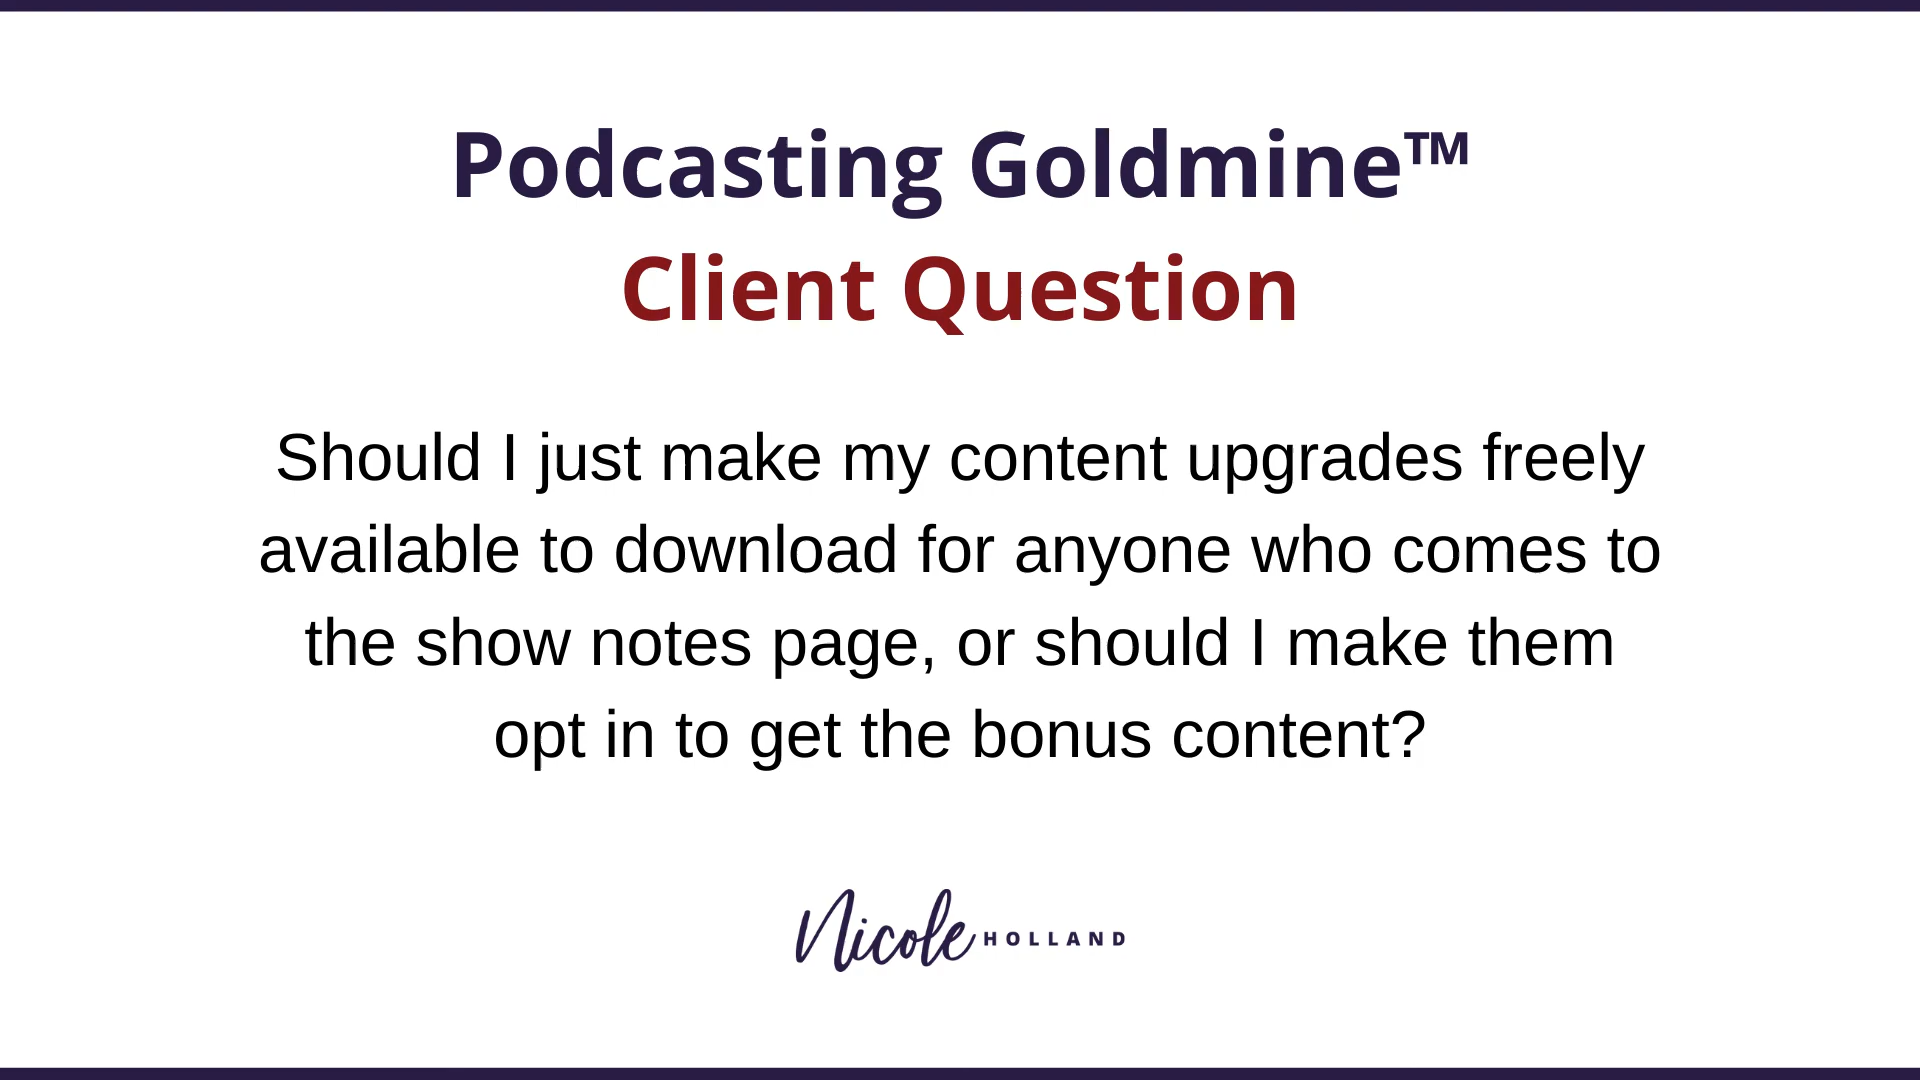 Podcasting Goldmine™
Client Question
Should I just make my content upgrades freely
available to download for anyone who comes to
the show notes page, or should I make them
opt in to get the bonus content?
Nicole HOLLAND